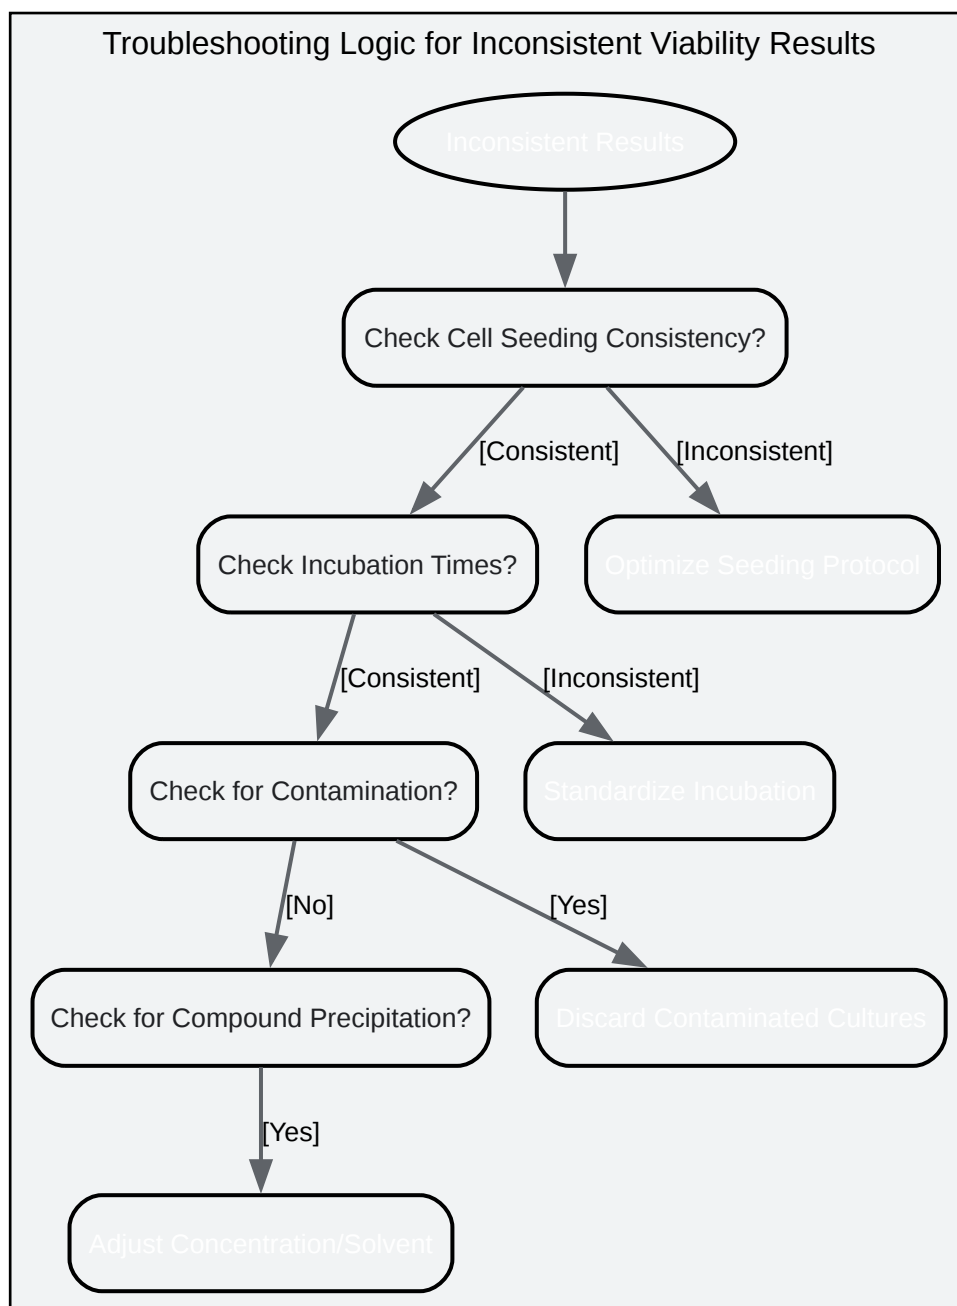 Troubleshooting Logic for Inconsistent Viability Results
Inconsistent Results
Check Cell Seeding Consistency?
[Consistent]
[Inconsistent]
Check Incubation Times?
Optimize Seeding Protocol
[Consistent]
[Inconsistent]
Check for Contamination?
Standardize Incubation
[No]
[Yes]
Check for Compound Precipitation?
Discard Contaminated Cultures
[Yes]
Adjust Concentration/Solvent